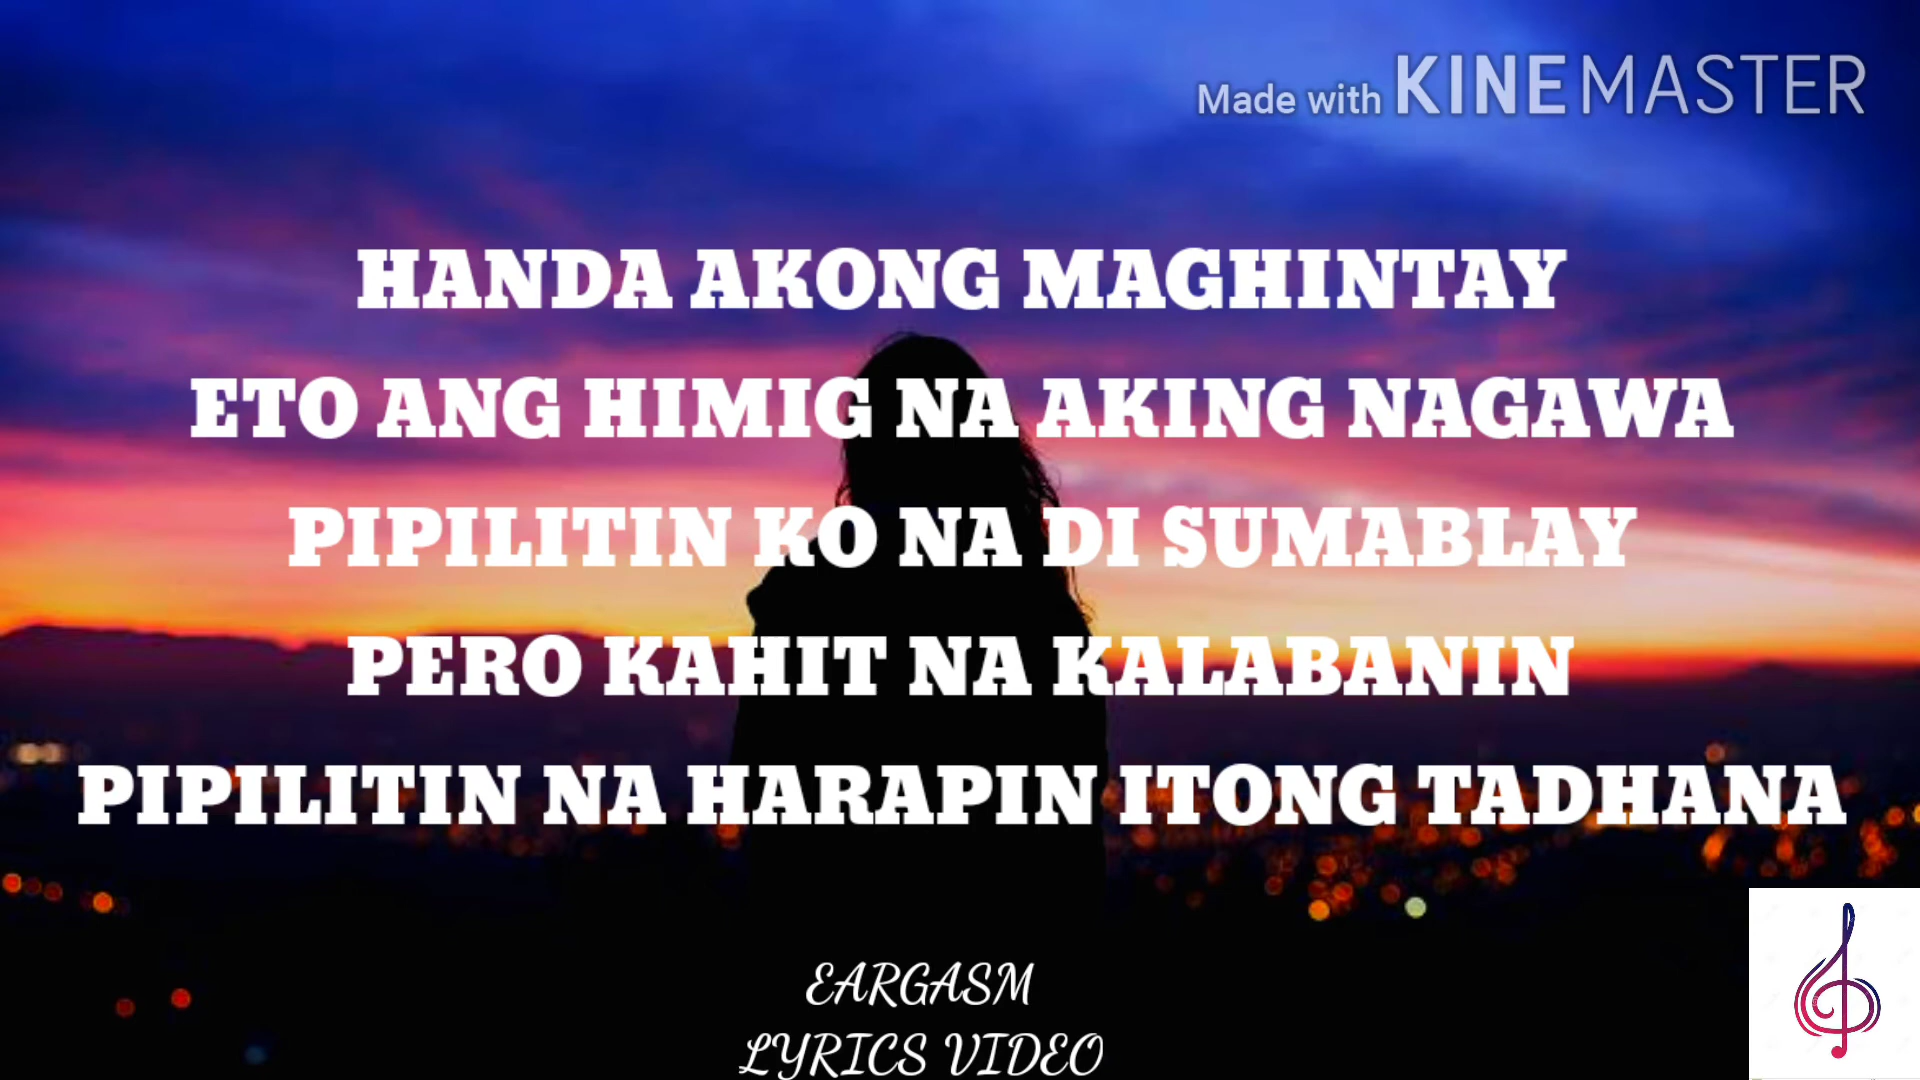 Made with KINEMASTER
HANDA AKONG MAGHINTAY
ETO ANG HIMIG NA AKING NAGAWA
PIPILITIN KO NA DI SUMABLAY
PERO KAHIT NA KALABANIN
PIPILITIN NA HARAPIN ITONG TADHANA
EARGASM
LYRICS VIDEO